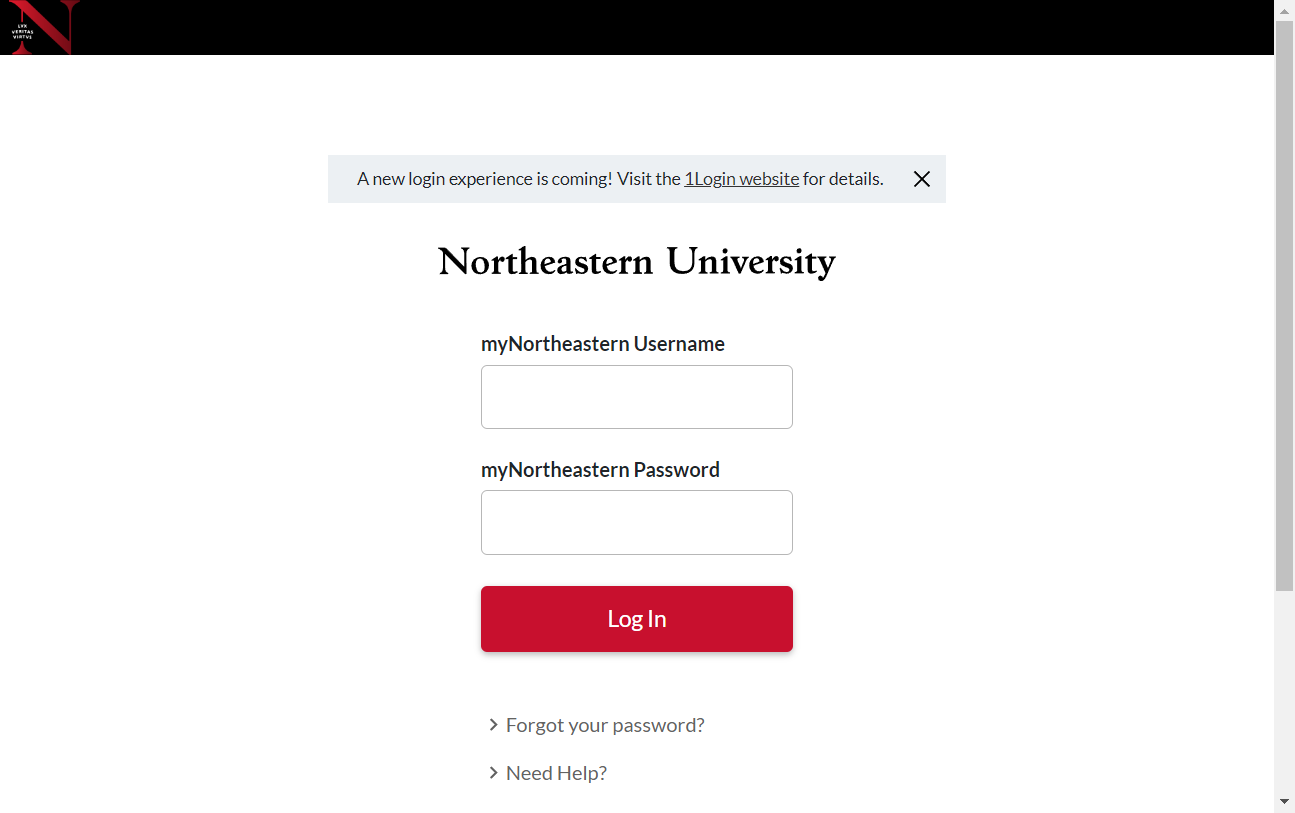 LVX
VERITAS
VIRTVS
A new login experience is coming! Visit the 1Login website for details.
Northeastern University
myNortheastern Username
myNortheastern Password
Log In
Forgot your password?
Need Help?